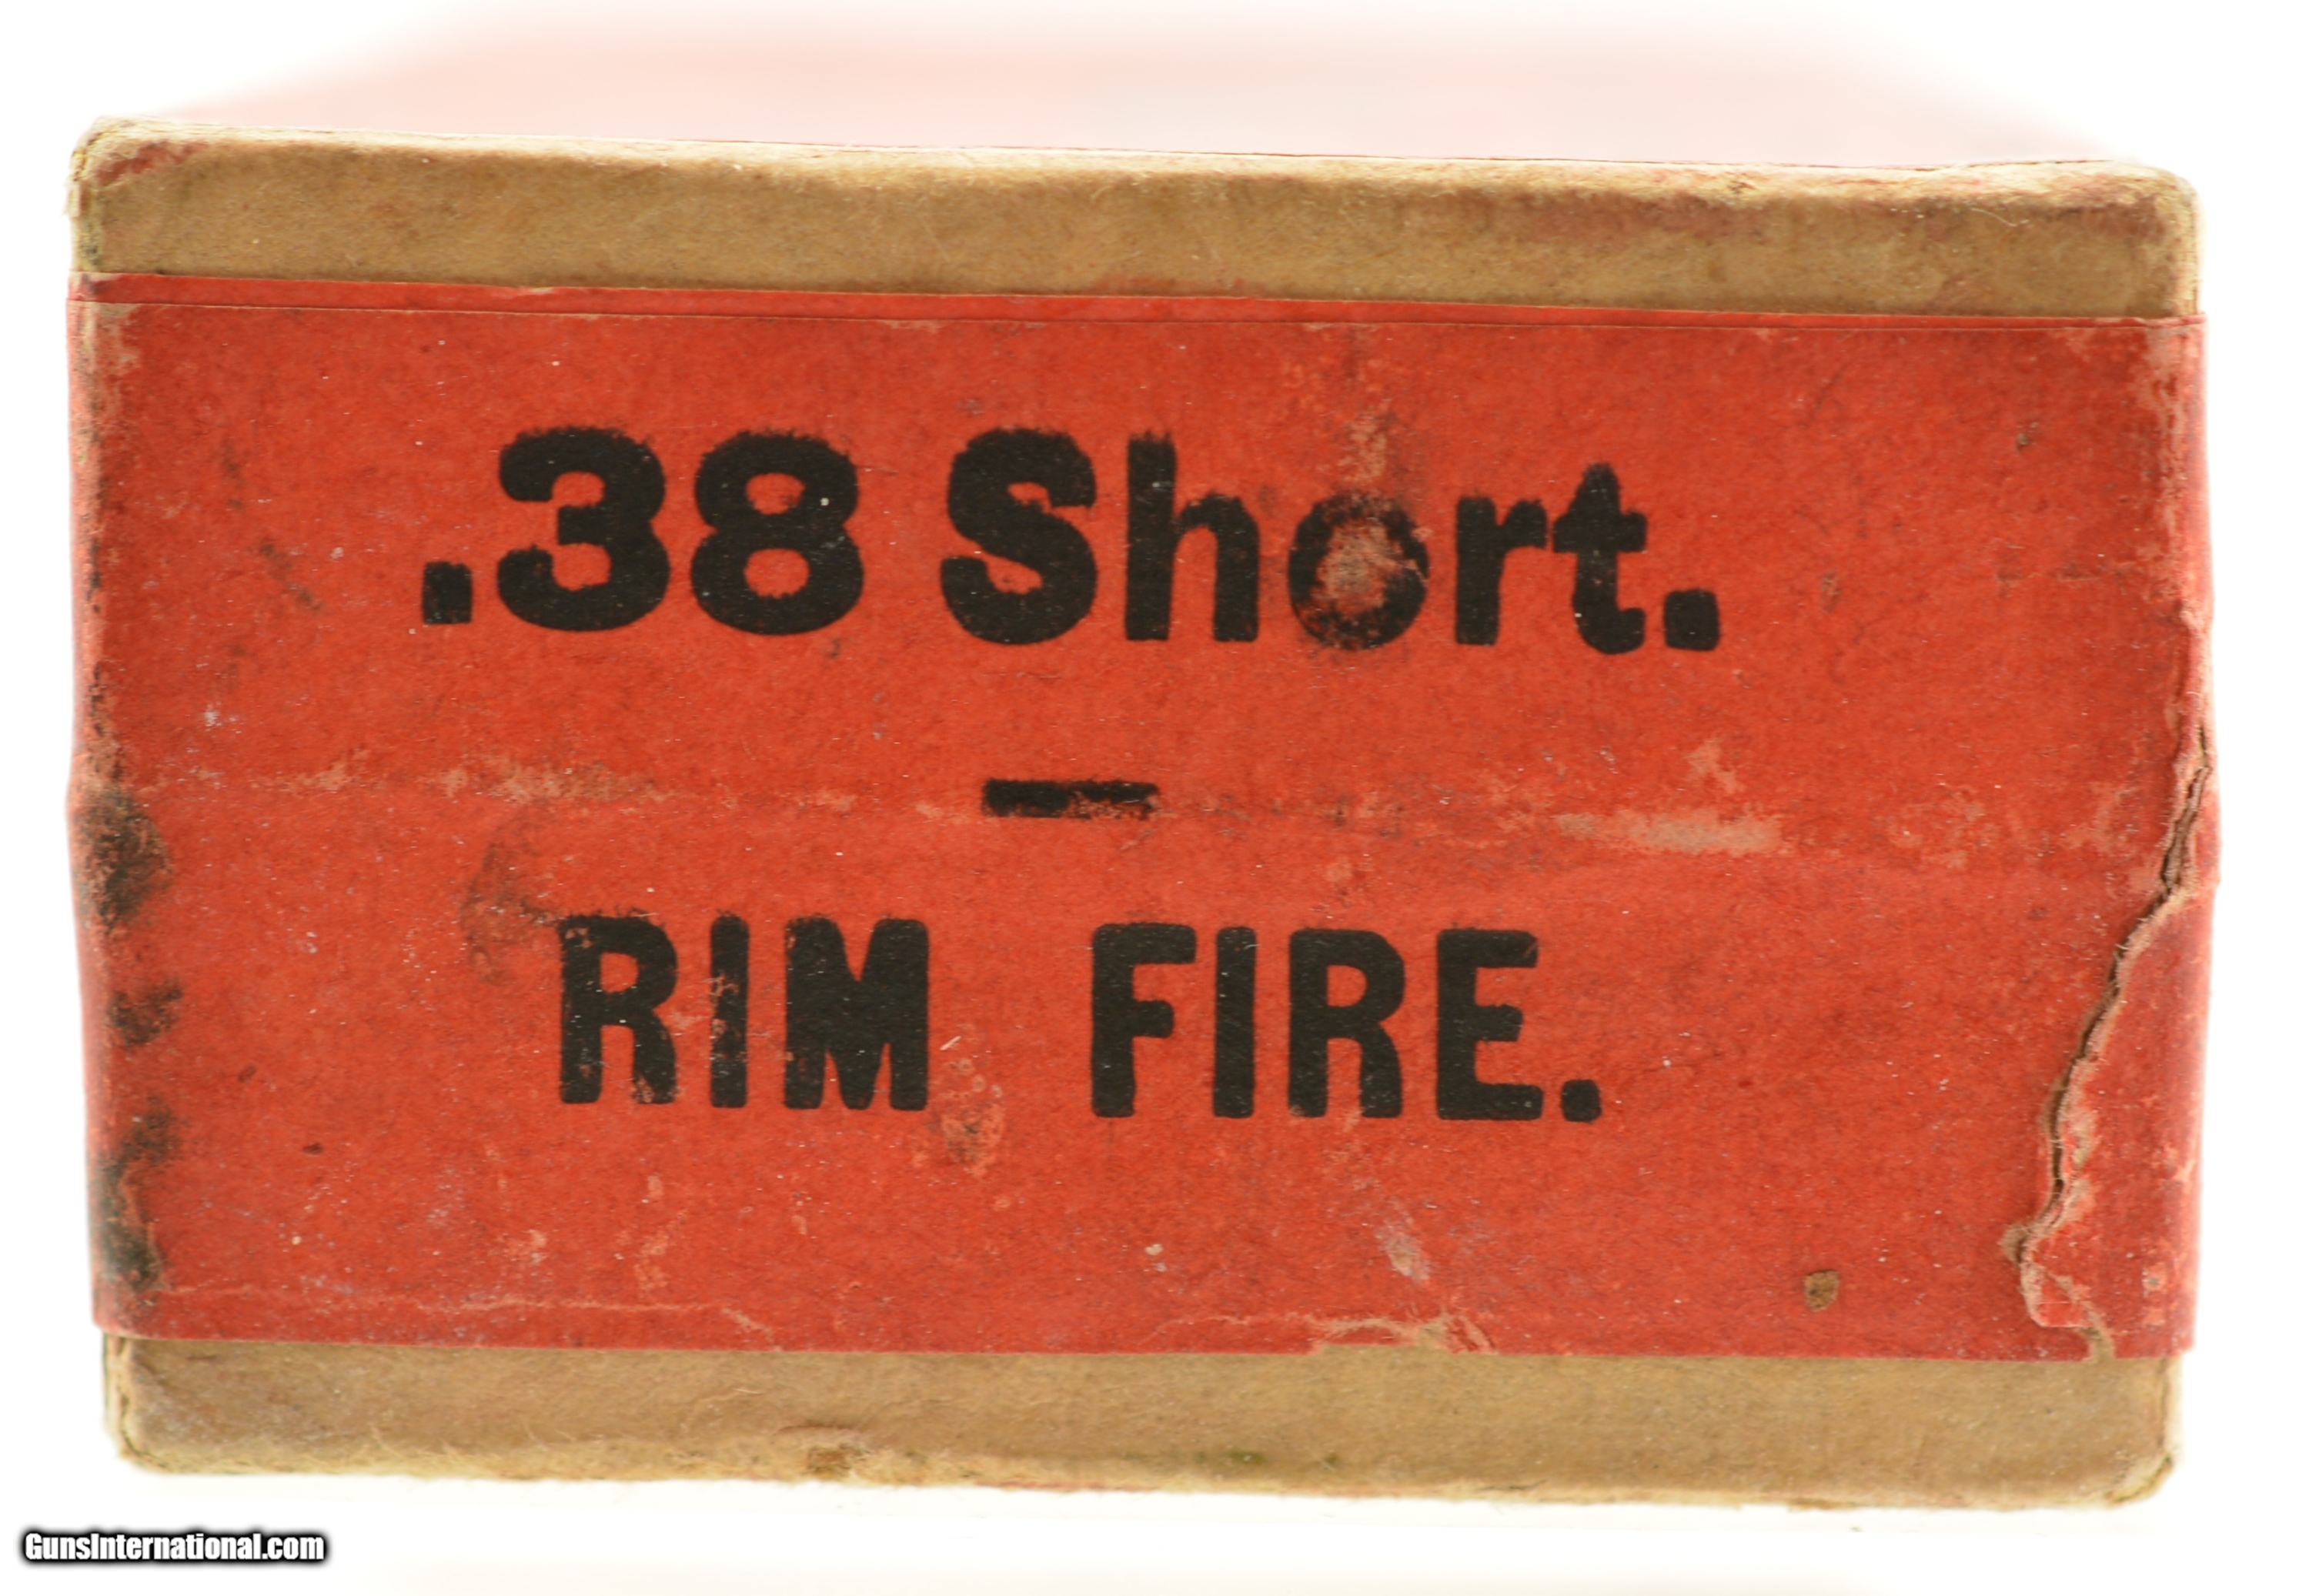 .38 Short.
—
RIM FIRE.
GunsInternational.com